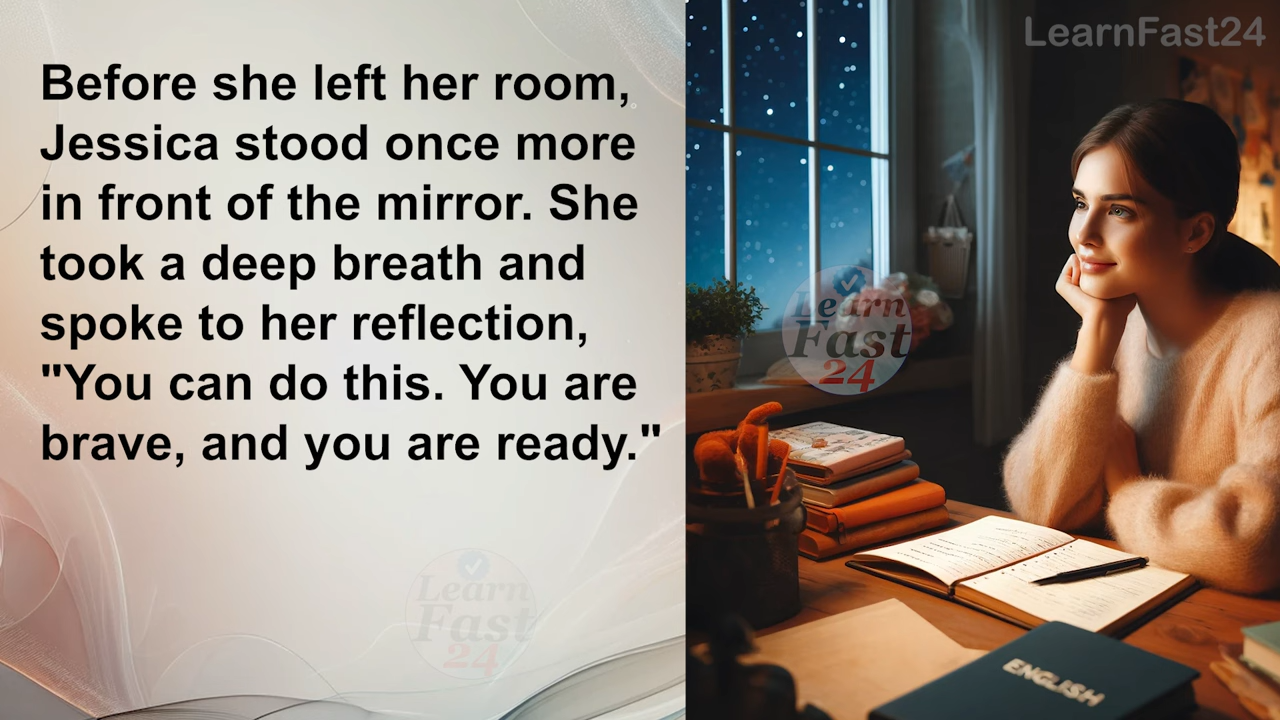 LearnFast24
Before she left her room,
Jessica stood once more
in front of the mirror. She
took a deep breath and
spoke to her reflection,
"You can do this. You are
brave, and you are ready."
Learn
Fast
24
Learn
Fast
24
ENGLISH